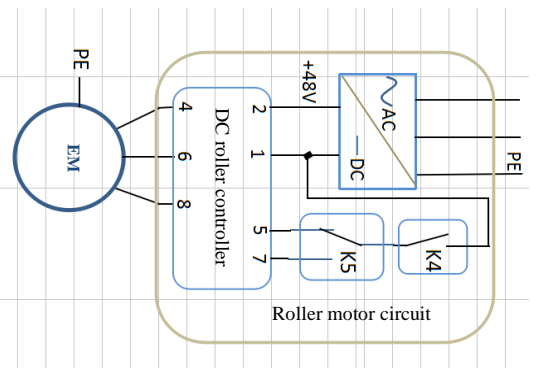 PE
EM
4
6
8
DC roller controller
2
1
5
7
+48V
AC
DC
PE
K5
K4
Roller motor circuit